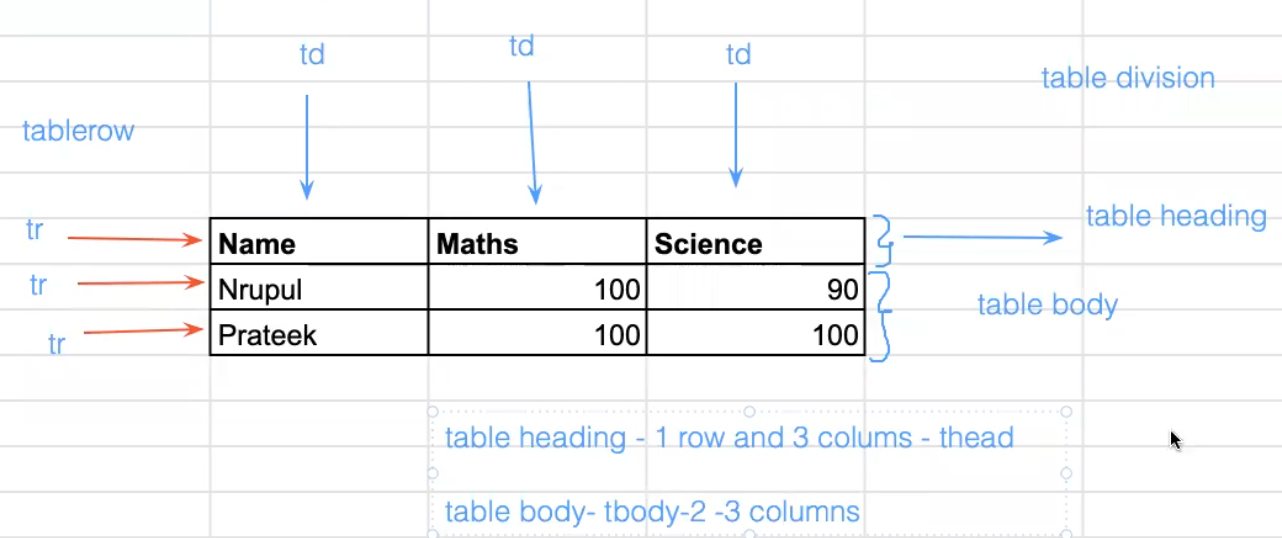 td td td
table division
tablerow
table heading
tr Name Maths Science
tr Nrupul 100 90
table body
tr Prateek 100 100
table heading - 1 row and 3 colums - thead
table body- tbody-2 -3 columns